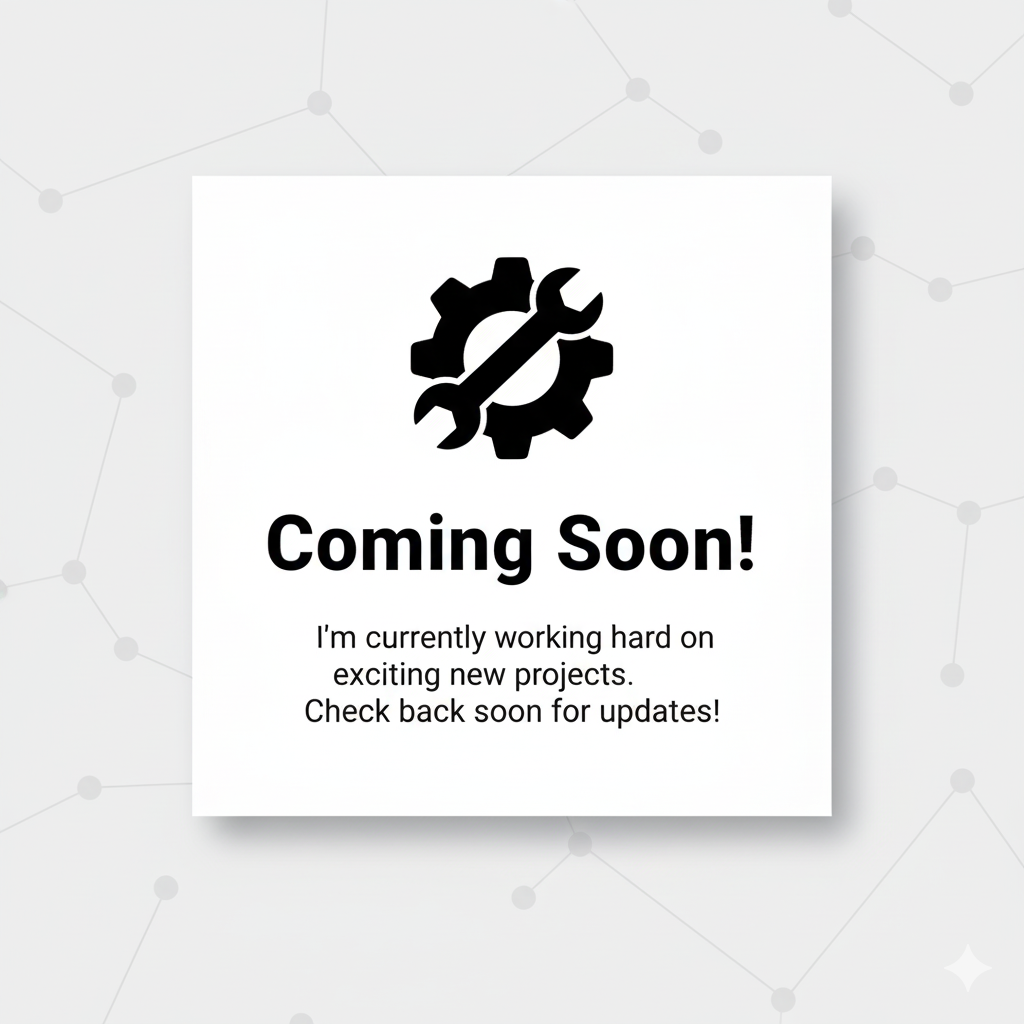 Coming Soon!
I'm currently working hard on
exciting new projects.
Check back soon for updates!